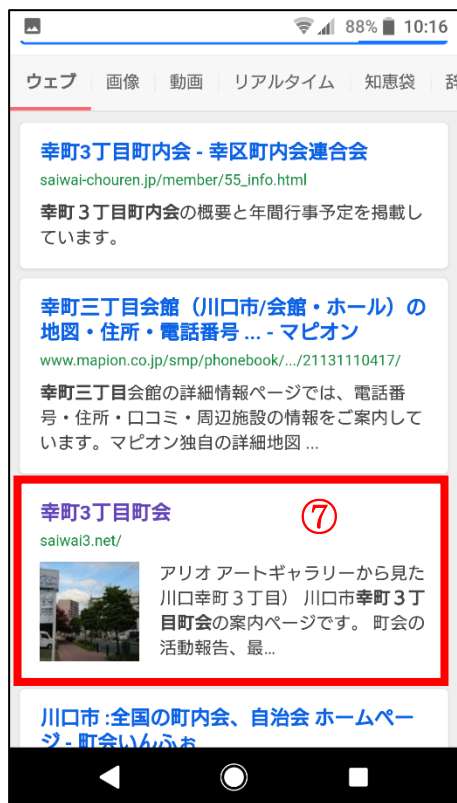 88% 10:16
ウェブ 画像 動画 リアルタイム 知恵袋 辞
幸町3丁目町内会 - 幸区町内会連合会
saiwai-chouren.jp/member/55_info.html
幸町３丁目町内会の概要と年間行事予定を掲載し
ています。
幸町三丁目会館（川口市/会館・ホール）の
地図・住所・電話番号 ... - マピオン
www.mapion.co.jp/smp/phonebook/.../21131110417/
幸町三丁目会館の詳細情報ページでは、電話番
号・住所・口コミ・周辺施設の情報をご案内して
います。マピオン独自の詳細地図 ...
幸町3丁目町会
⑦
saiwai3.net/
アリオ アートギャラリーから見た
川口幸町３丁目） 川口市幸町３丁
目町会の案内ページです。 町会の
活動報告、最...
川口市 :全国の町内会、自治会 ホームペー
ジ - 町会いんふぉ